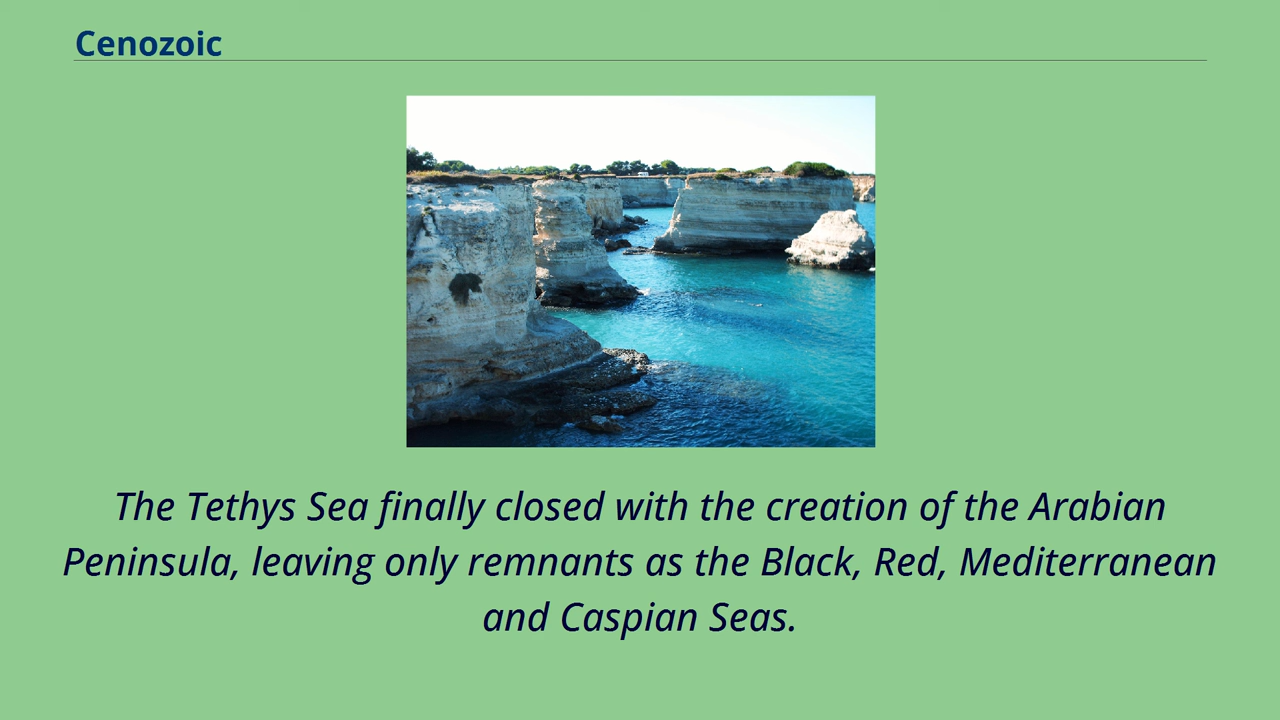 Cenozoic
The Tethys Sea finally closed with the creation of the Arabian
Peninsula, leaving only remnants as the Black, Red, Mediterranean
and Caspian Seas.